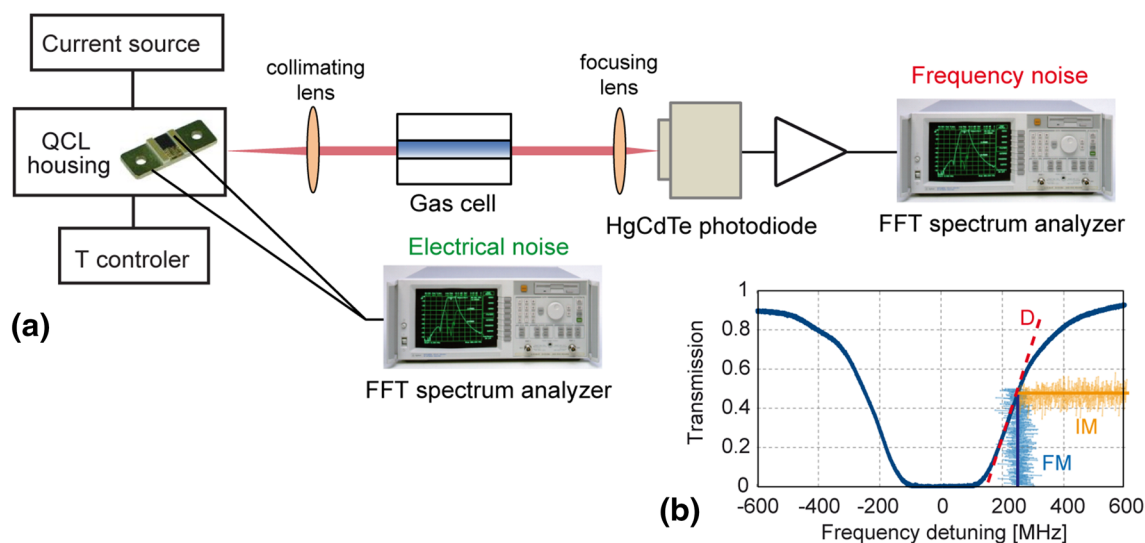 Current source
QCL
housing
T controler
collimating
lens
Gas cell
focusing
lens
HgCdTe photodiode
Frequency noise
FFT spectrum analyzer
Electrical noise
FFT spectrum analyzer
(a)
1
0.8
0.6
0.4
0.2
0
Transmission
D
IM
FM
-600 -400 -200 0 200 400 600
Frequency detuning [MHz]
(b)